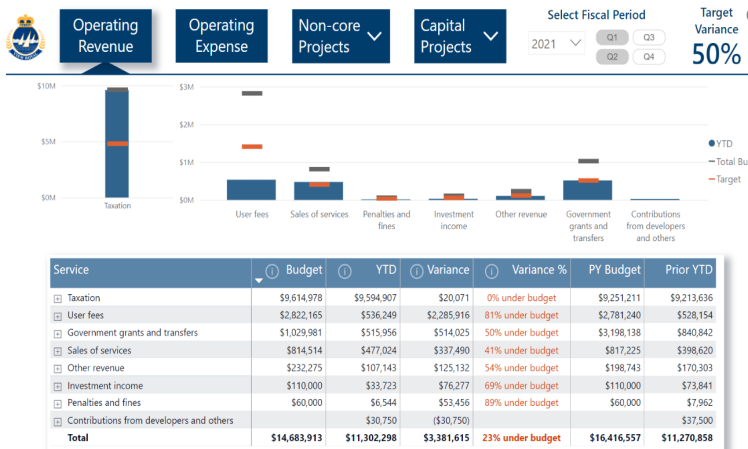 Operating
Revenue
Operating
Expense
Non-core
Projects
Capital
Projects
Select Fiscal Period
2021
Q1
Q3
Q2
Q4
Target
Variance
50%
$10M
$5M
$0M
Taxation
$3M
$2M
$1M
$0M
User fees
Sales of services
Penalties and
fines
Investment
income
Other revenue
Government
grants and
transfers
Contributions
from developers
and others
YTD
Total Bu
Target
Service Budget YTD Variance Variance % PY Budget Prior YTD
Taxation $9,614,978 $9,594,907 $20,071 0% under budget $9,251,211 $9,213,636
User fees $2,822,165 $536,249 $2,285,916 81% under budget $2,781,240 $528,154
Government grants and transfers $1,029,981 $515,956 $514,025 50% under budget $3,198,138 $840,842
Sales of services $814,514 $477,024 $337,490 41% under budget $817,225 $398,620
Other revenue $232,275 $107,143 $125,132 54% under budget $198,743 $170,303
Investment income $110,000 $33,723 $76,277 69% under budget $110,000 $73,841
Penalties and fines $60,000 $6,544 $53,456 89% under budget $60,000 $7,962
Contributions from developers and others $30,750 ($30,750) $37,500
Total $14,683,913 $11,302,298 $3,381,615 23% under budget $16,416,557 $11,270,858